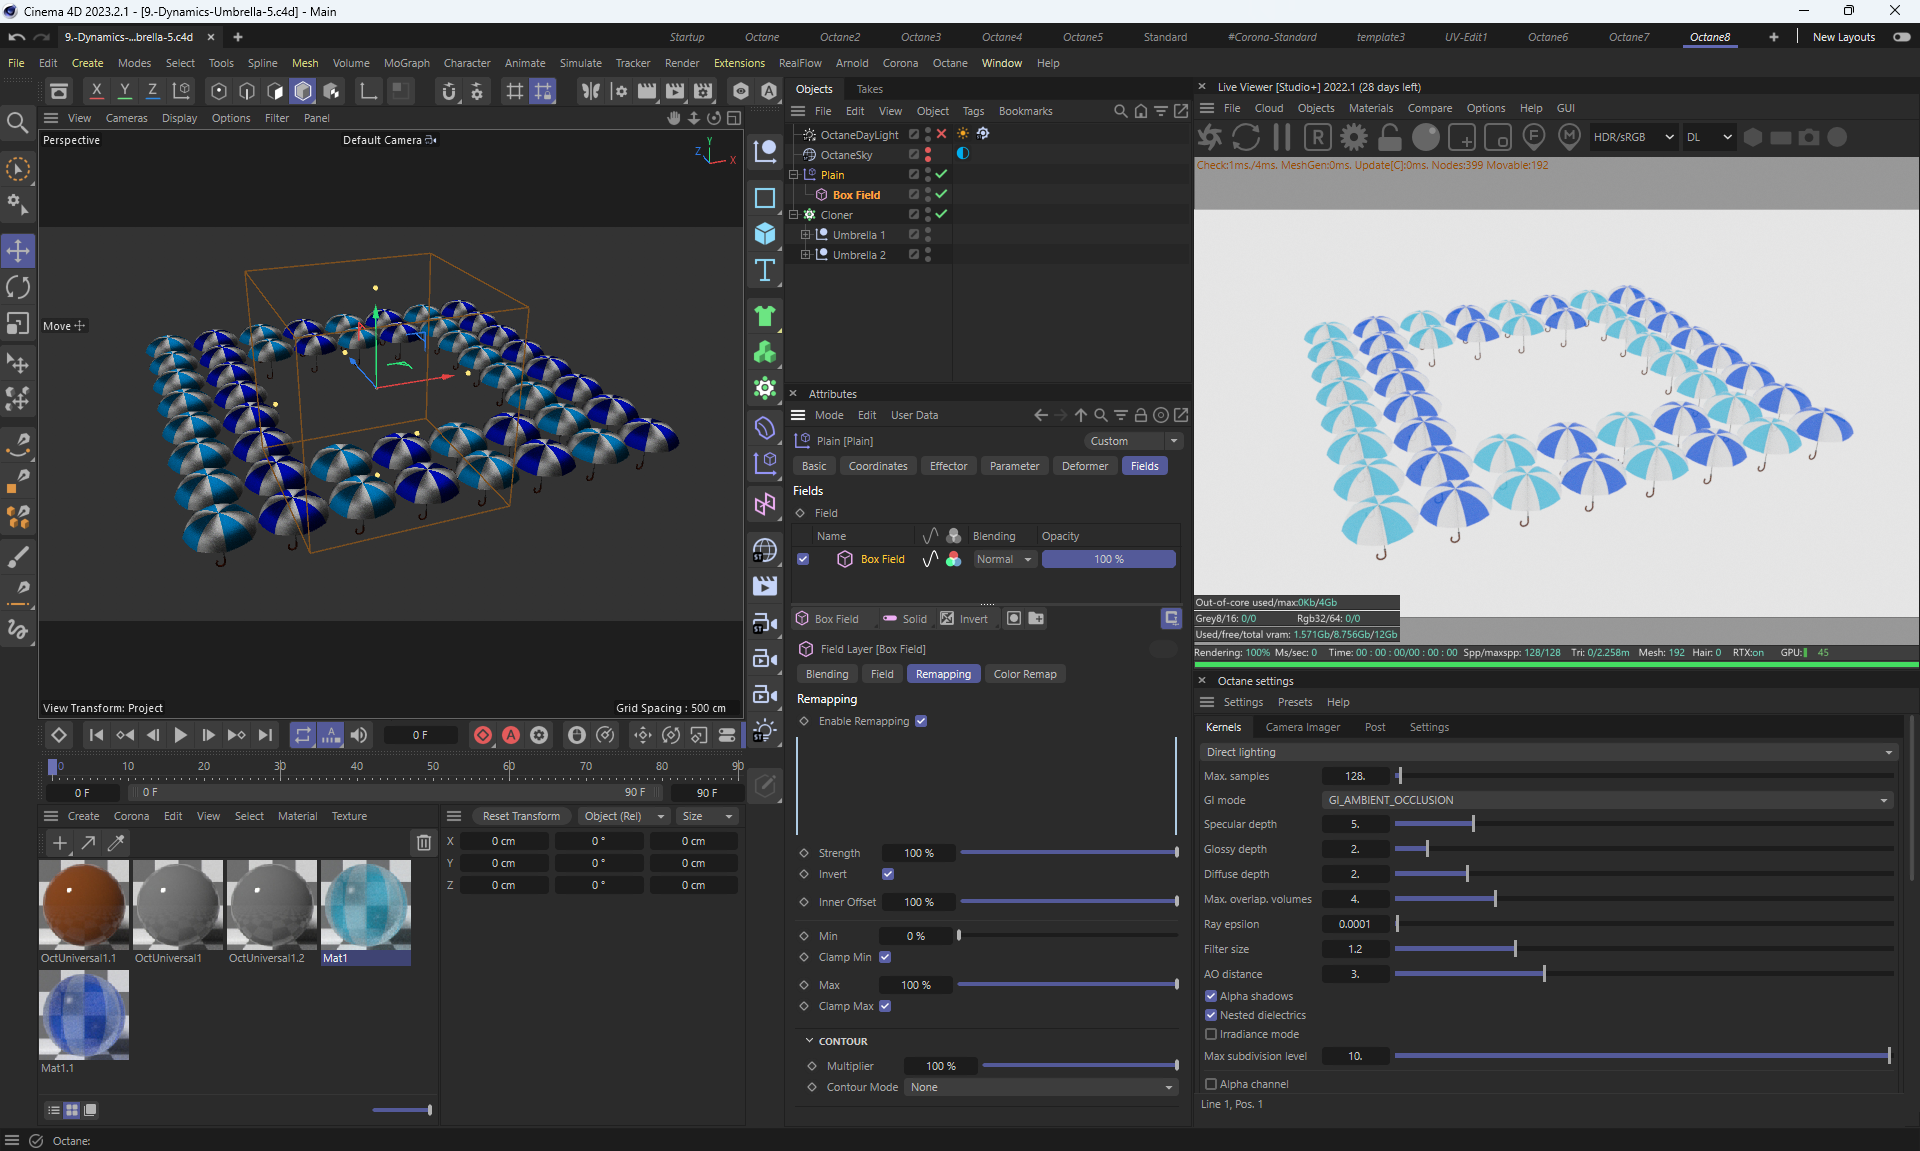 Cinema 4D 2023.2.1 - [9.-Dynamics-Umbrella-5.c4d] - Main
9.-Dynamics-...brella-5.c4d
Startup Octane Octane2 Octane3 Octane4 Octane5 Standard #Corona-Standard template3 UV-Edit1 Octane6 Octane7 Octane8 New Layouts
File Edit Create Modes Select Tools Spline Mesh Volume MoGraph Character Animate Simulate Tracker Render Extensions RealFlow Arnold Corona Octane Window Help
X Y Z
View Cameras Display Options Filter Panel
Perspective
Default Camera
Y
Z
X
Move
View Transform: Project
Grid Spacing : 500 cm
0 F
0 10 20 30 40 50 60 70 80 90
0 F 0 F 90 F 90 F
Create Corona Edit View Select Material Texture
OctUniversal1.1 OctUniversal1 OctUniversal1.2 Mat1
Mat1.1
Reset Transform Object (Rel) Size
X 0 cm 0 ° 0 cm
Y 0 cm 0 ° 0 cm
Z 0 cm 0 ° 0 cm
Octane:
ST
ST
Objects Takes
File Edit View Object Tags Bookmarks
OctaneDayLight
OctaneSky
Plain
Box Field
Cloner
Umbrella 1
Umbrella 2
Attributes
Mode Edit User Data
Plain [Plain]
Custom
Basic Coordinates Effector Parameter Deformer Fields
Fields
Field
Name Blending Opacity
Box Field Normal 100 %
Box Field Solid Invert
Field Layer [Box Field]
Blending Field Remapping Color Remap
Remapping
Enable Remapping
Strength 100 %
Invert
Inner Offset 100 %
Min 0 %
Clamp Min
Max 100 %
Clamp Max
CONTOUR
Multiplier 100 %
Contour Mode None
Live Viewer [Studio+] 2022.1 (28 days left)
File Cloud Objects Materials Compare Options Help GUI
R F M HDR/sRGB DL
Check:1ms./4ms. MeshGen:0ms. Update[C]:0ms. Nodes:399 Movable:192
Out-of-core used/max:0Kb/4Gb
Grey8/16: 0/0 Rgb32/64: 0/0
Used/free/total vram: 1.571Gb/8.756Gb/12Gb
Rendering: 100% Ms/sec: 0 Time: 00 : 00 : 00/00 : 00 : 00 Spp/maxspp: 128/128 Tri: 0/2.258m Mesh: 192 Hair: 0 RTX:on GPU: 45
Octane settings
Settings Presets Help
Kernels Camera Imager Post Settings
Direct lighting
Max. samples 128.
GI mode GI_AMBIENT_OCCLUSION
Specular depth 5.
Glossy depth 2.
Diffuse depth 2.
Max. overlap. volumes 4.
Ray epsilon 0.0001
Filter size 1.2
AO distance 3.
Alpha shadows
Nested dielectrics
Irradiance mode
Max subdivision level 10.
Alpha channel
Line 1, Pos. 1